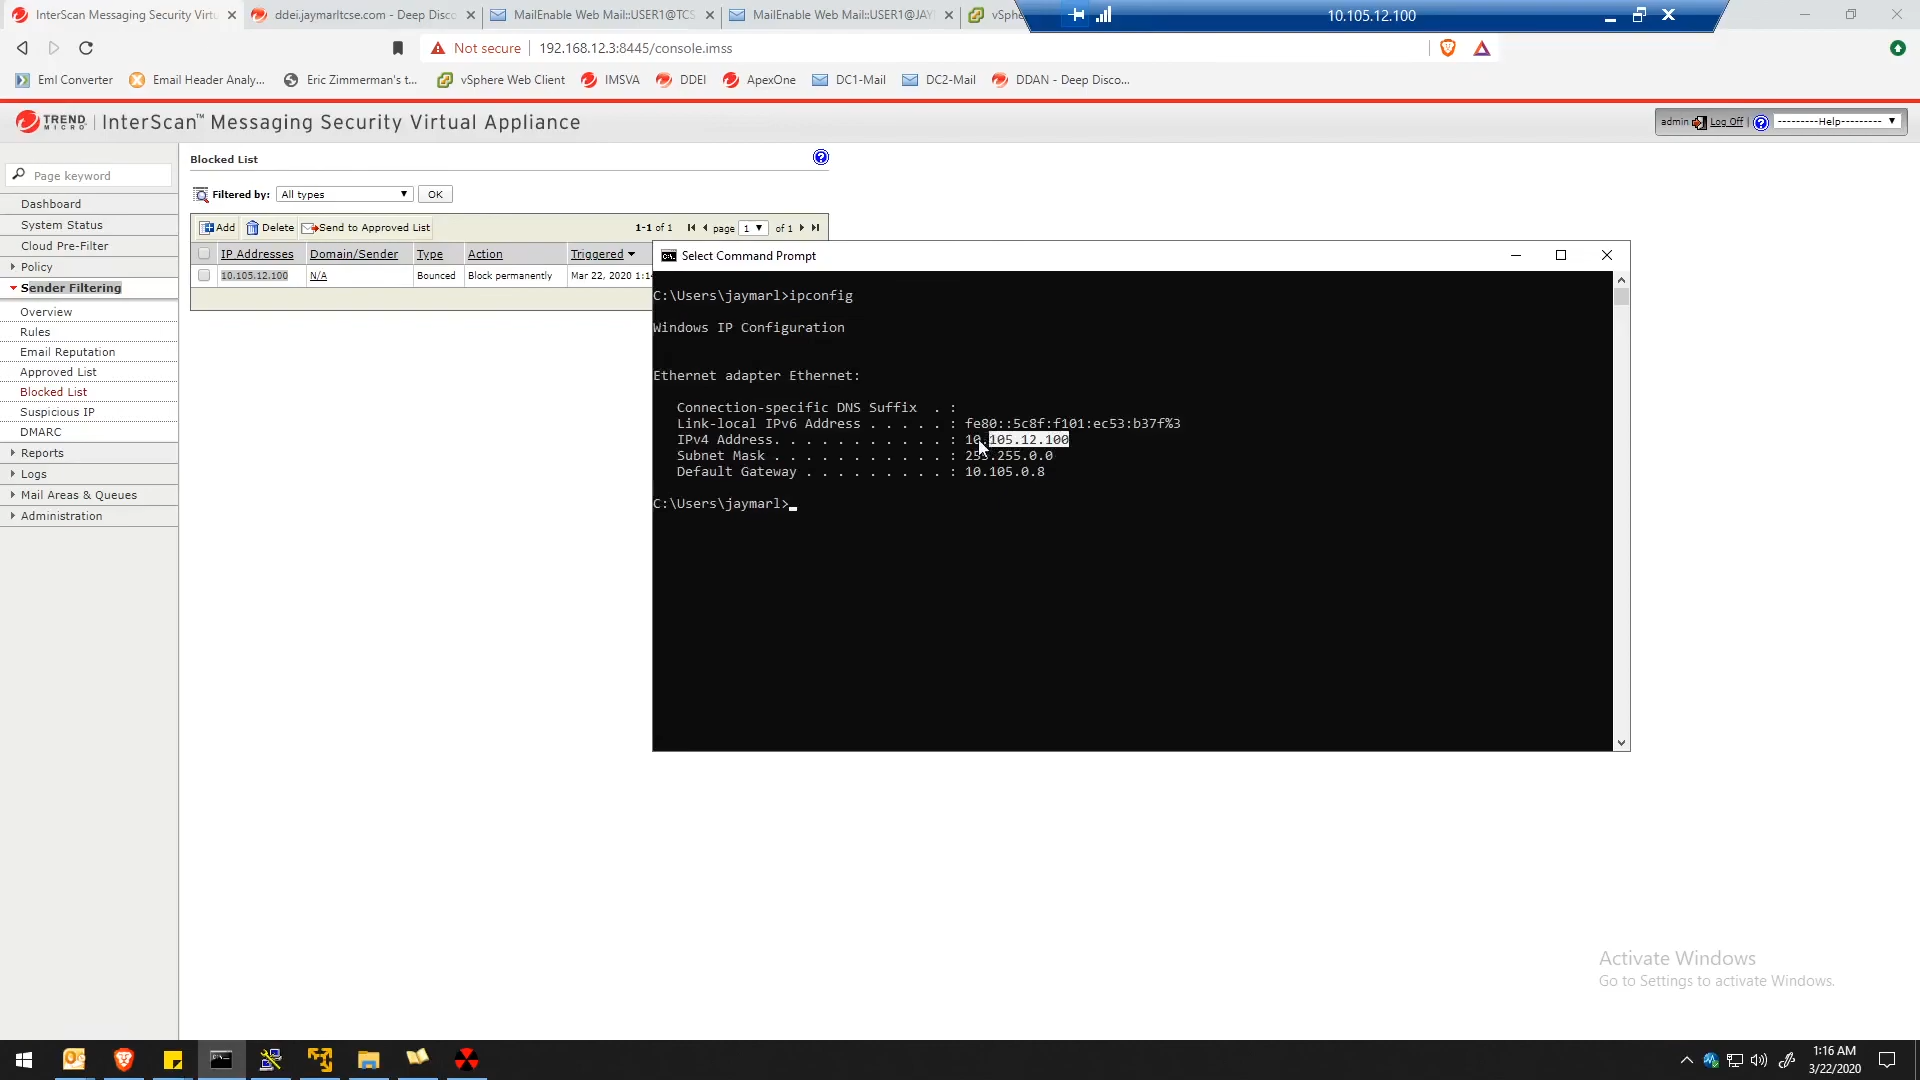 InterScan Messaging Security Virtu
ddei.jaymarltcse.com - Deep Disco
MailEnable Web Mail::USER1@TCS
MailEnable Web Mail::USER1@JAY
vSphe
10.105.12.100
Not secure
192.168.12.3:8445/console.imss
Eml Converter
Email Header Analy...
Eric Zimmerman's t...
vSphere Web Client
IMSVA
DDEI
ApexOne
DC1-Mail
DC2-Mail
DDAN - Deep Disco...
TREND MICRO
InterScan™ Messaging Security Virtual Appliance
admin
Log Off
---------Help---------
Page keyword
Dashboard
System Status
Cloud Pre-Filter
Policy
Sender Filtering
Overview
Rules
Email Reputation
Approved List
Blocked List
Suspicious IP
DMARC
Reports
Logs
Mail Areas & Queues
Administration
Blocked List
Filtered by: All types OK
Add Delete Send to Approved List 1-1 of 1 page 1 of 1
IP Addresses Domain/Sender Type Action Triggered
10.105.12.100 N/A Bounced Block permanently Mar 22, 2020 1:1
Select Command Prompt
C:\Users\jaymarl>ipconfig
Windows IP Configuration
Ethernet adapter Ethernet:
Connection-specific DNS Suffix . :
Link-local IPv6 Address . . . . . : fe80::5c8f:f101:ec53:b37f%3
IPv4 Address. . . . . . . . . . . : 10.105.12.100
Subnet Mask . . . . . . . . . . . : 255.255.0.0
Default Gateway . . . . . . . . . : 10.105.0.8
C:\Users\jaymarl>
Activate Windows
Go to Settings to activate Windows.
1:16 AM
3/22/2020